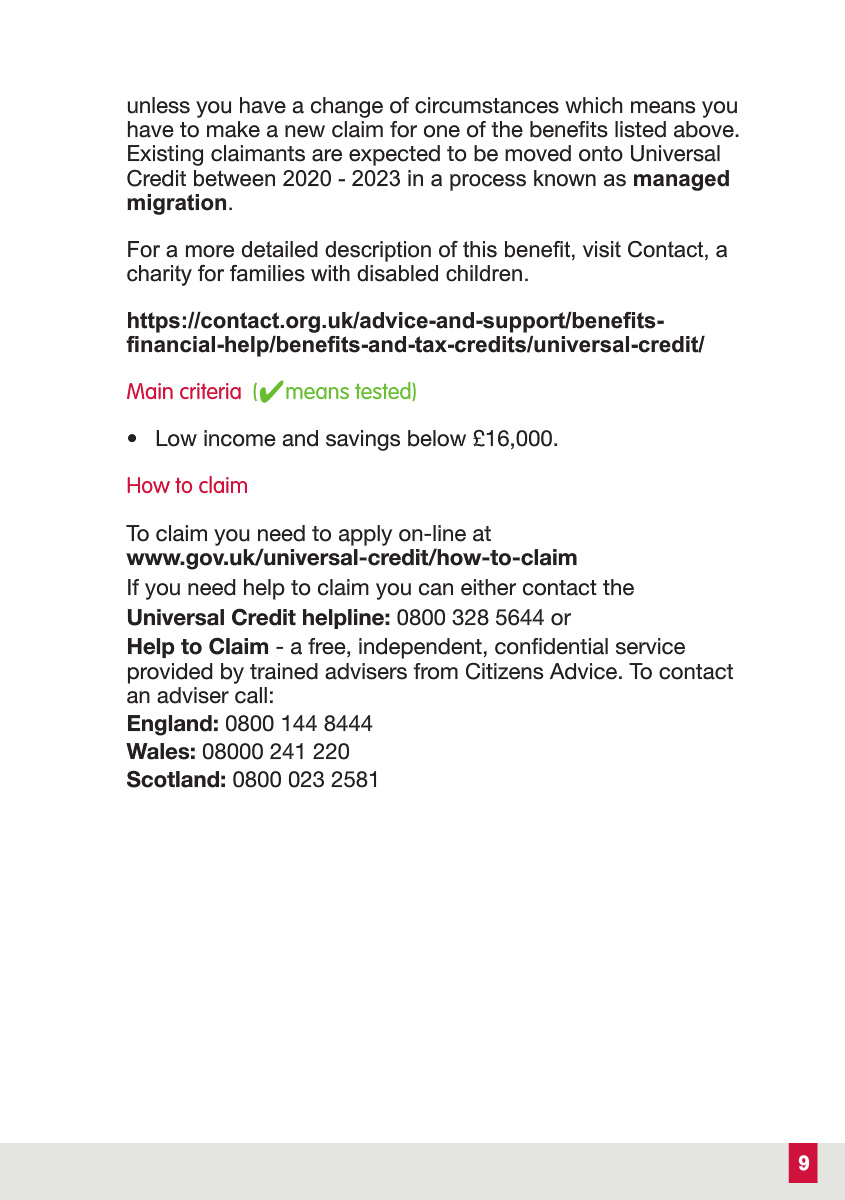 unless you have a change of circumstances which means you
have to make a new claim for one of the benefits listed above.
Existing claimants are expected to be moved onto Universal
Credit between 2020 - 2023 in a process known as managed
migration.
For a more detailed description of this benefit, visit Contact, a
charity for families with disabled children.
https://contact.org.uk/advice-and-support/benefits-
financial-help/benefits-and-tax-credits/universal-credit/
Main criteria (✔means tested)
• Low income and savings below £16,000.
How to claim
To claim you need to apply on-line at
www.gov.uk/universal-credit/how-to-claim
If you need help to claim you can either contact the
Universal Credit helpline: 0800 328 5644 or
Help to Claim - a free, independent, confidential service
provided by trained advisers from Citizens Advice. To contact
an adviser call:
England: 0800 144 8444
Wales: 08000 241 220
Scotland: 0800 023 2581
9